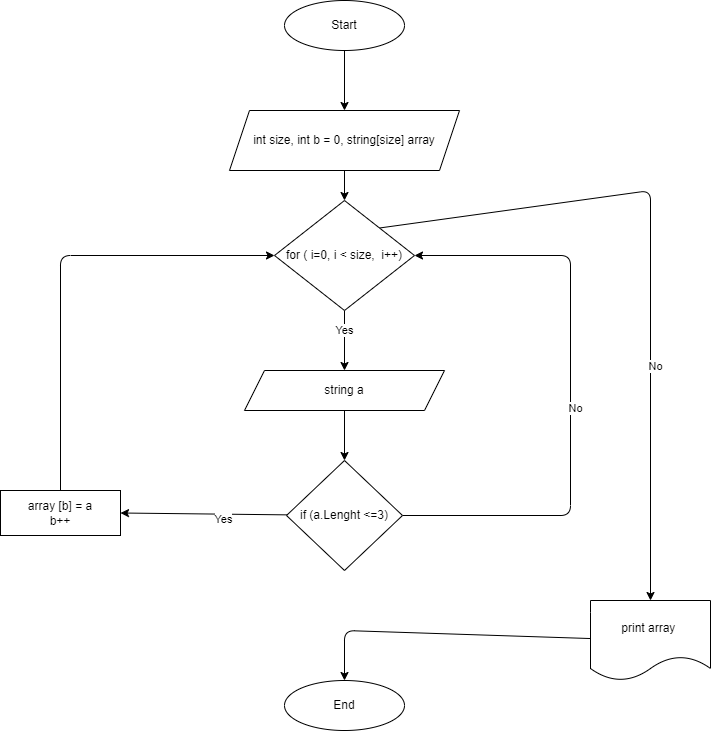 Start
int size, int b = 0, string[size] array
for ( i=0, i < size, i++)
Yes
No
string a
No
array [b] = a
b++
Yes
if (a.Lenght <=3)
print array
End